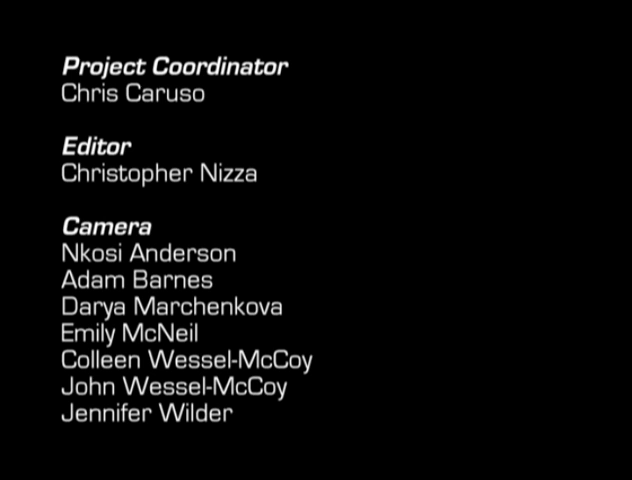 Project Coordinator
Chris Caruso
Editor
Christopher Nizza
Camera
Nkosi Anderson
Adam Barnes
Darya Marchenkova
Emily McNeil
Colleen Wessel-McCoy
John Wessel-McCoy
Jennifer Wilder